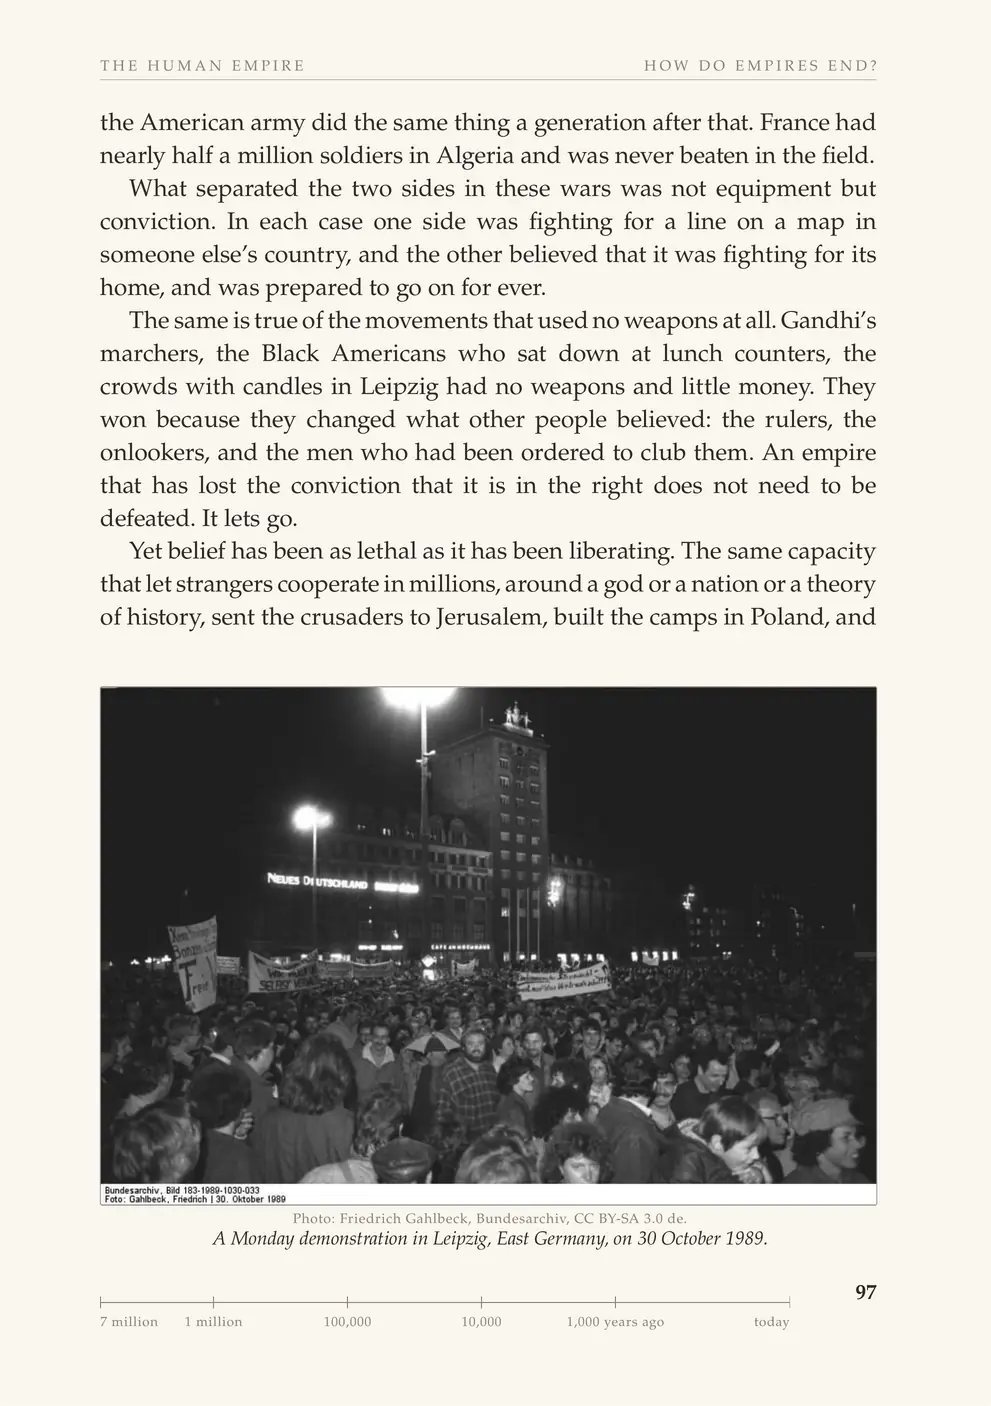 THE HUMAN EMPIRE
HOW DO EMPIRES END?
the American army did the same thing a generation after that. France had
nearly half a million soldiers in Algeria and was never beaten in the field.
What separated the two sides in these wars was not equipment but
conviction. In each case one side was fighting for a line on a map in
someone else’s country, and the other believed that it was fighting for its
home, and was prepared to go on for ever.
The same is true of the movements that used no weapons at all. Gandhi’s
marchers, the Black Americans who sat down at lunch counters, the
crowds with candles in Leipzig had no weapons and little money. They
won because they changed what other people believed: the rulers, the
onlookers, and the men who had been ordered to club them. An empire
that has lost the conviction that it is in the right does not need to be
defeated. It lets go.
Yet belief has been as lethal as it has been liberating. The same capacity
that let strangers cooperate in millions, around a god or a nation or a theory
of history, sent the crusaders to Jerusalem, built the camps in Poland, and
NEUES DEUTSCHLAND
Bundesarchiv, Bild 183-1989-1030-033
Foto: Gahlbeck, Friedrich | 30. Oktober 1989
Photo: Friedrich Gahlbeck, Bundesarchiv, CC BY-SA 3.0 de.
A Monday demonstration in Leipzig, East Germany, on 30 October 1989.
97
7 million 1 million 100,000 10,000 1,000 years ago today